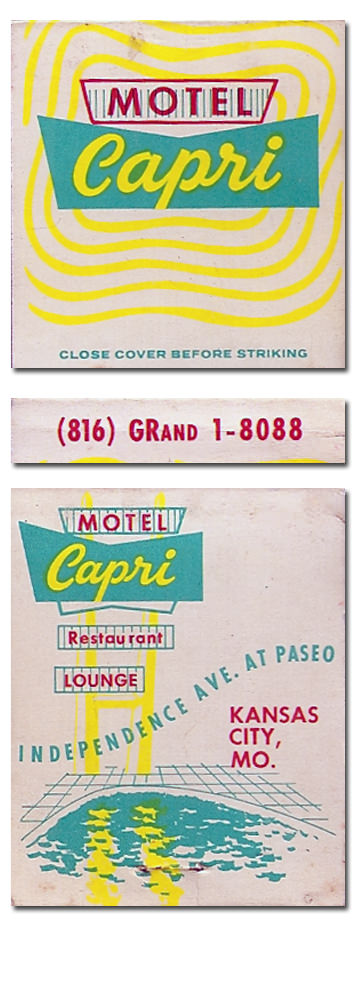 MOTEL
Capri
CLOSE COVER BEFORE STRIKING
(816) GRAND 1-8088
MOTEL
Capri
Restaurant
LOUNGE
INDEPENDENCE AVE. AT PASEO
KANSAS
CITY,
MO.